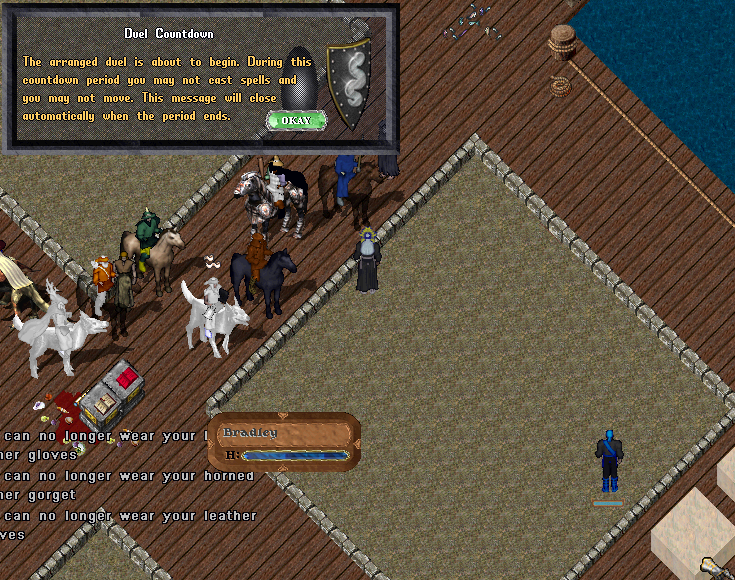 Duel Countdown
The arranged duel is about to begin. During this
countdown period you may not cast spells and
you may not move. This message will close
automatically when the period ends.
OKAY
Bradley
H:
can no longer wear your l
her gloves
can no longer wear your horned
her gorget
can no longer wear your leather
ves